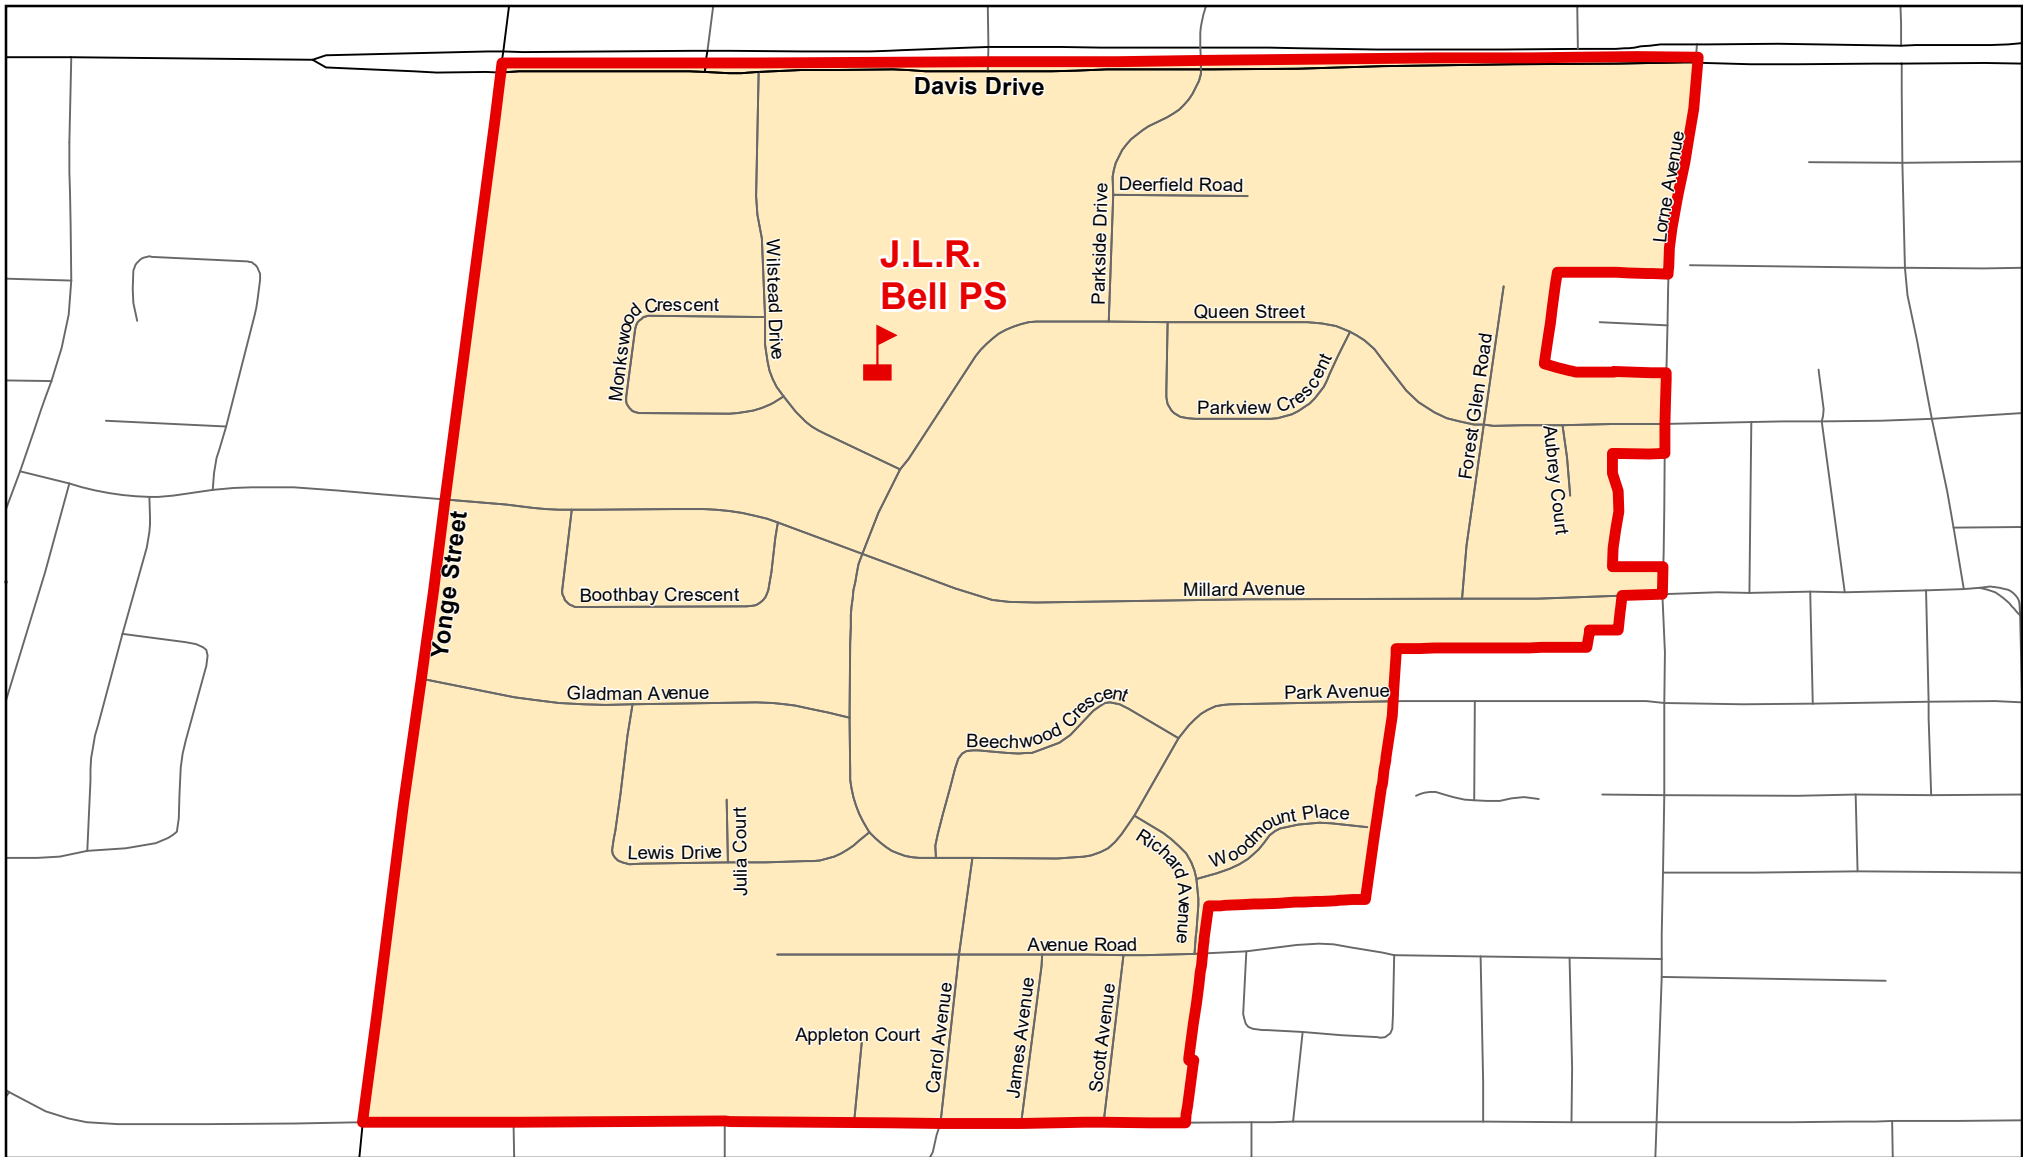 Davis Drive
Lorne Avenue
Deerfield Road
Parkside Drive
Wilstead Drive
J.L.R.
Bell PS
Monkswood Crescent
Queen Street
Forest Glen Road
Parkview Crescent
Aubrey Court
Yonge Street
Boothbay Crescent
Millard Avenue
Gladman Avenue
Beechwood Crescent
Park Avenue
Julia Court
Lewis Drive
Richard Avenue
Woodmount Place
Avenue Road
Appleton Court
Carol Avenue
James Avenue
Scott Avenue